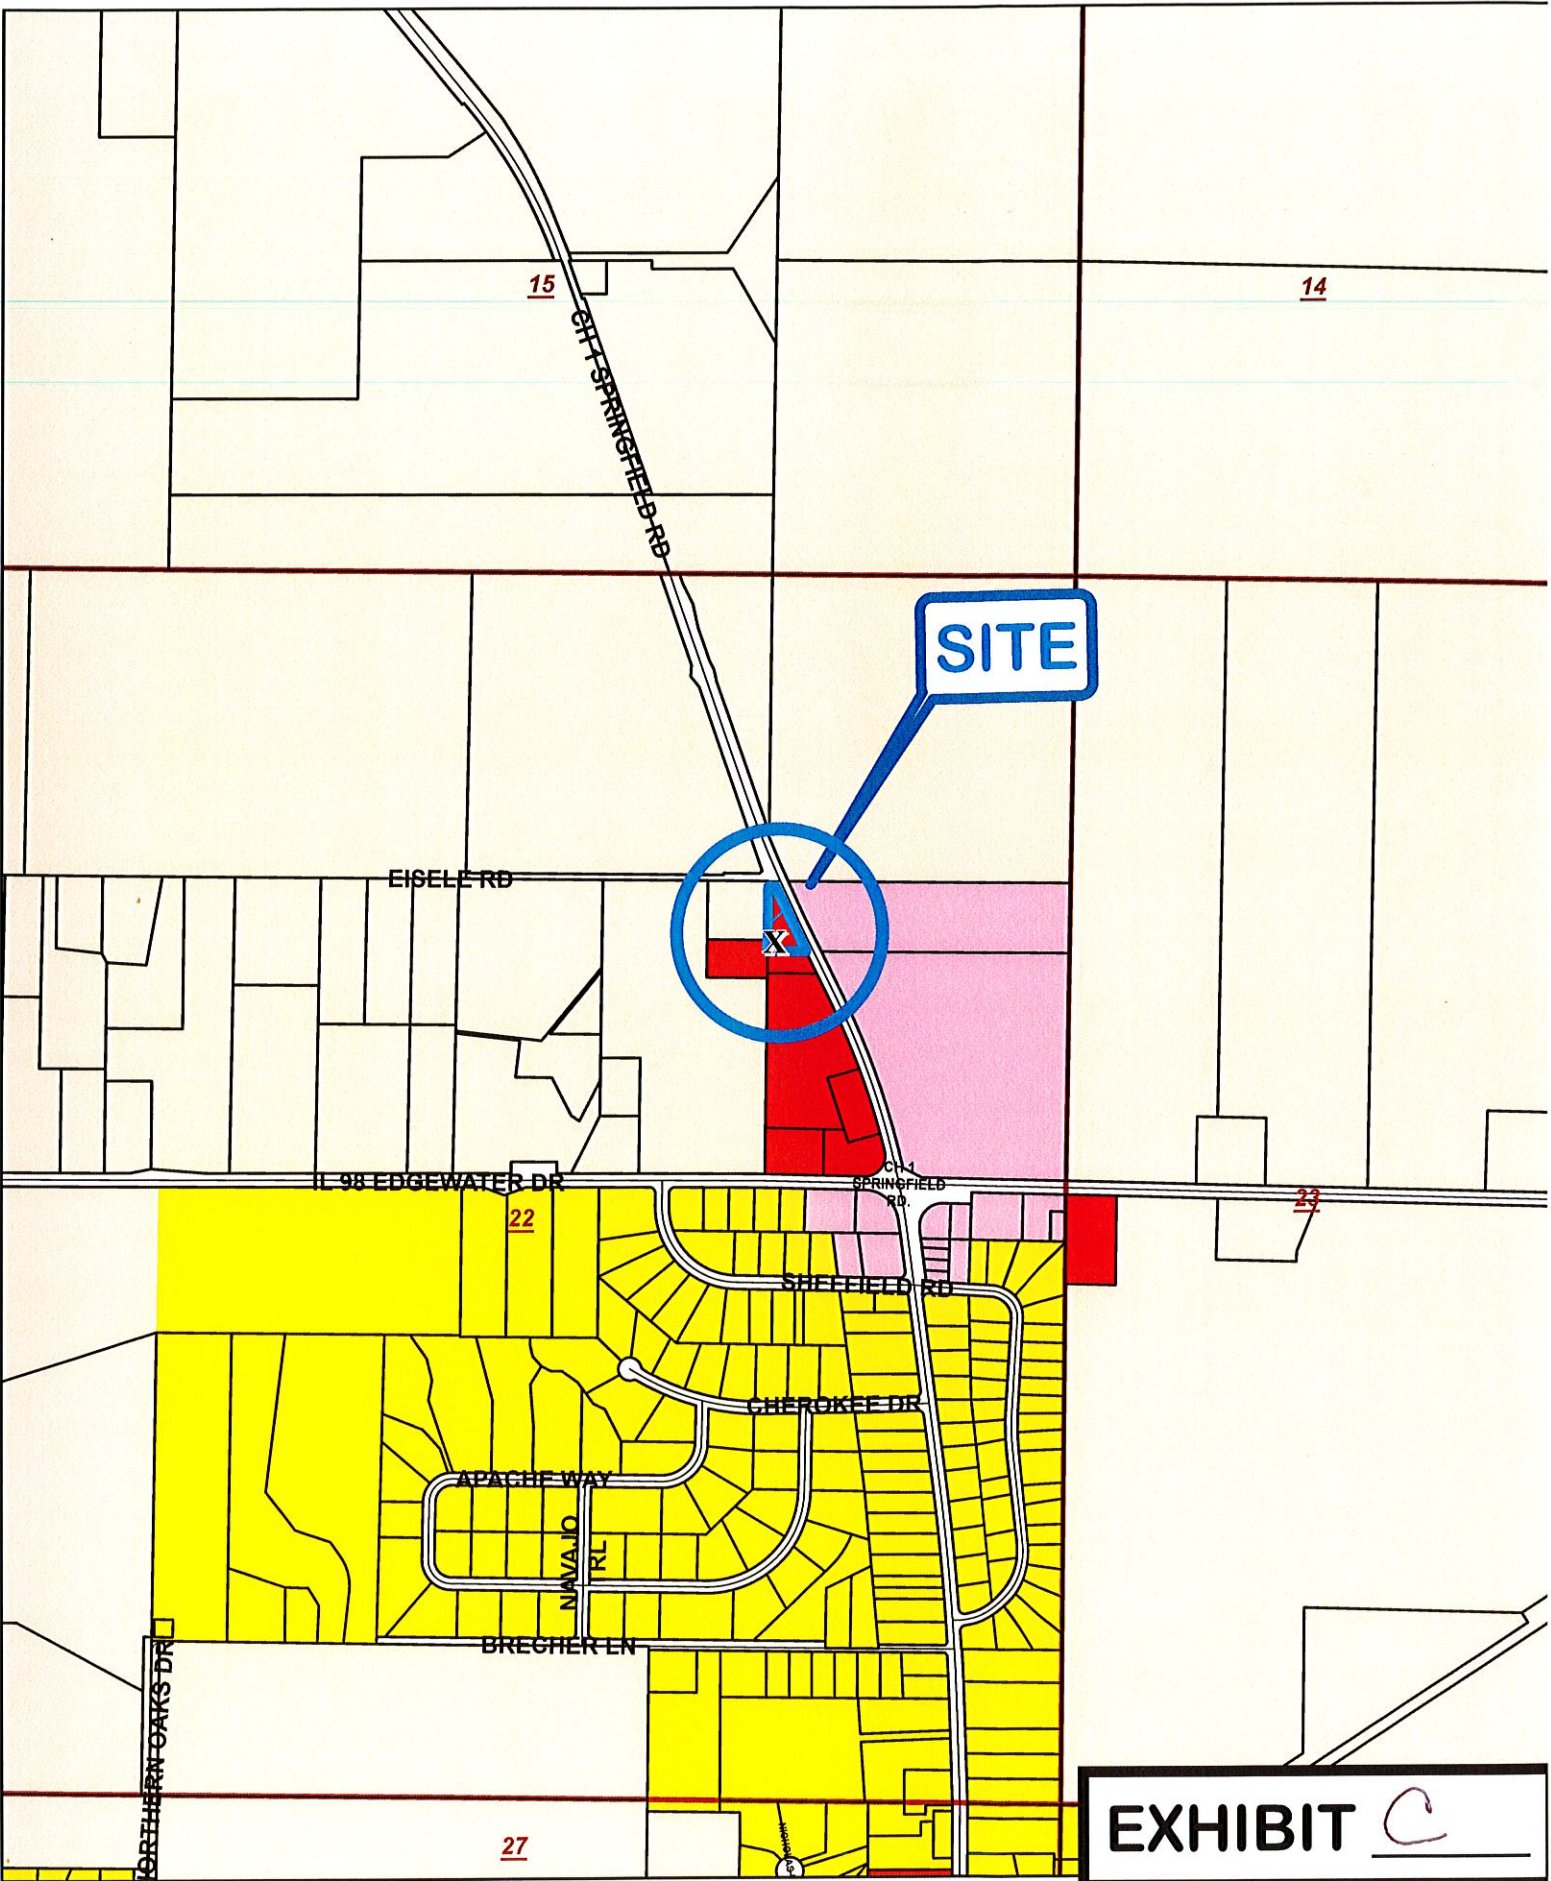 15
14
CH 1 SPRINGFIELD RD
SITE
EISELE RD
X
IL 98 EDGEWATER DR
CH 1
SPRINGFIELD
RD.
22
23
SHEFFIELD RD
CHEROKEE DR
APACHE WAY
NAVAJO
TRL
BRECHER LN
NORTHERN OAKS DR
27
EXHIBIT C